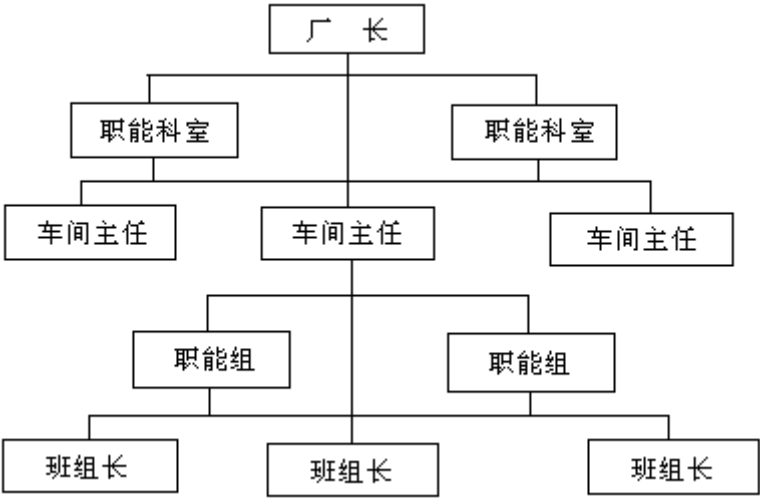 厂 长
职能科室 职能科室
车间主任 车间主任 车间主任
职能组 职能组
班组长 班组长 班组长